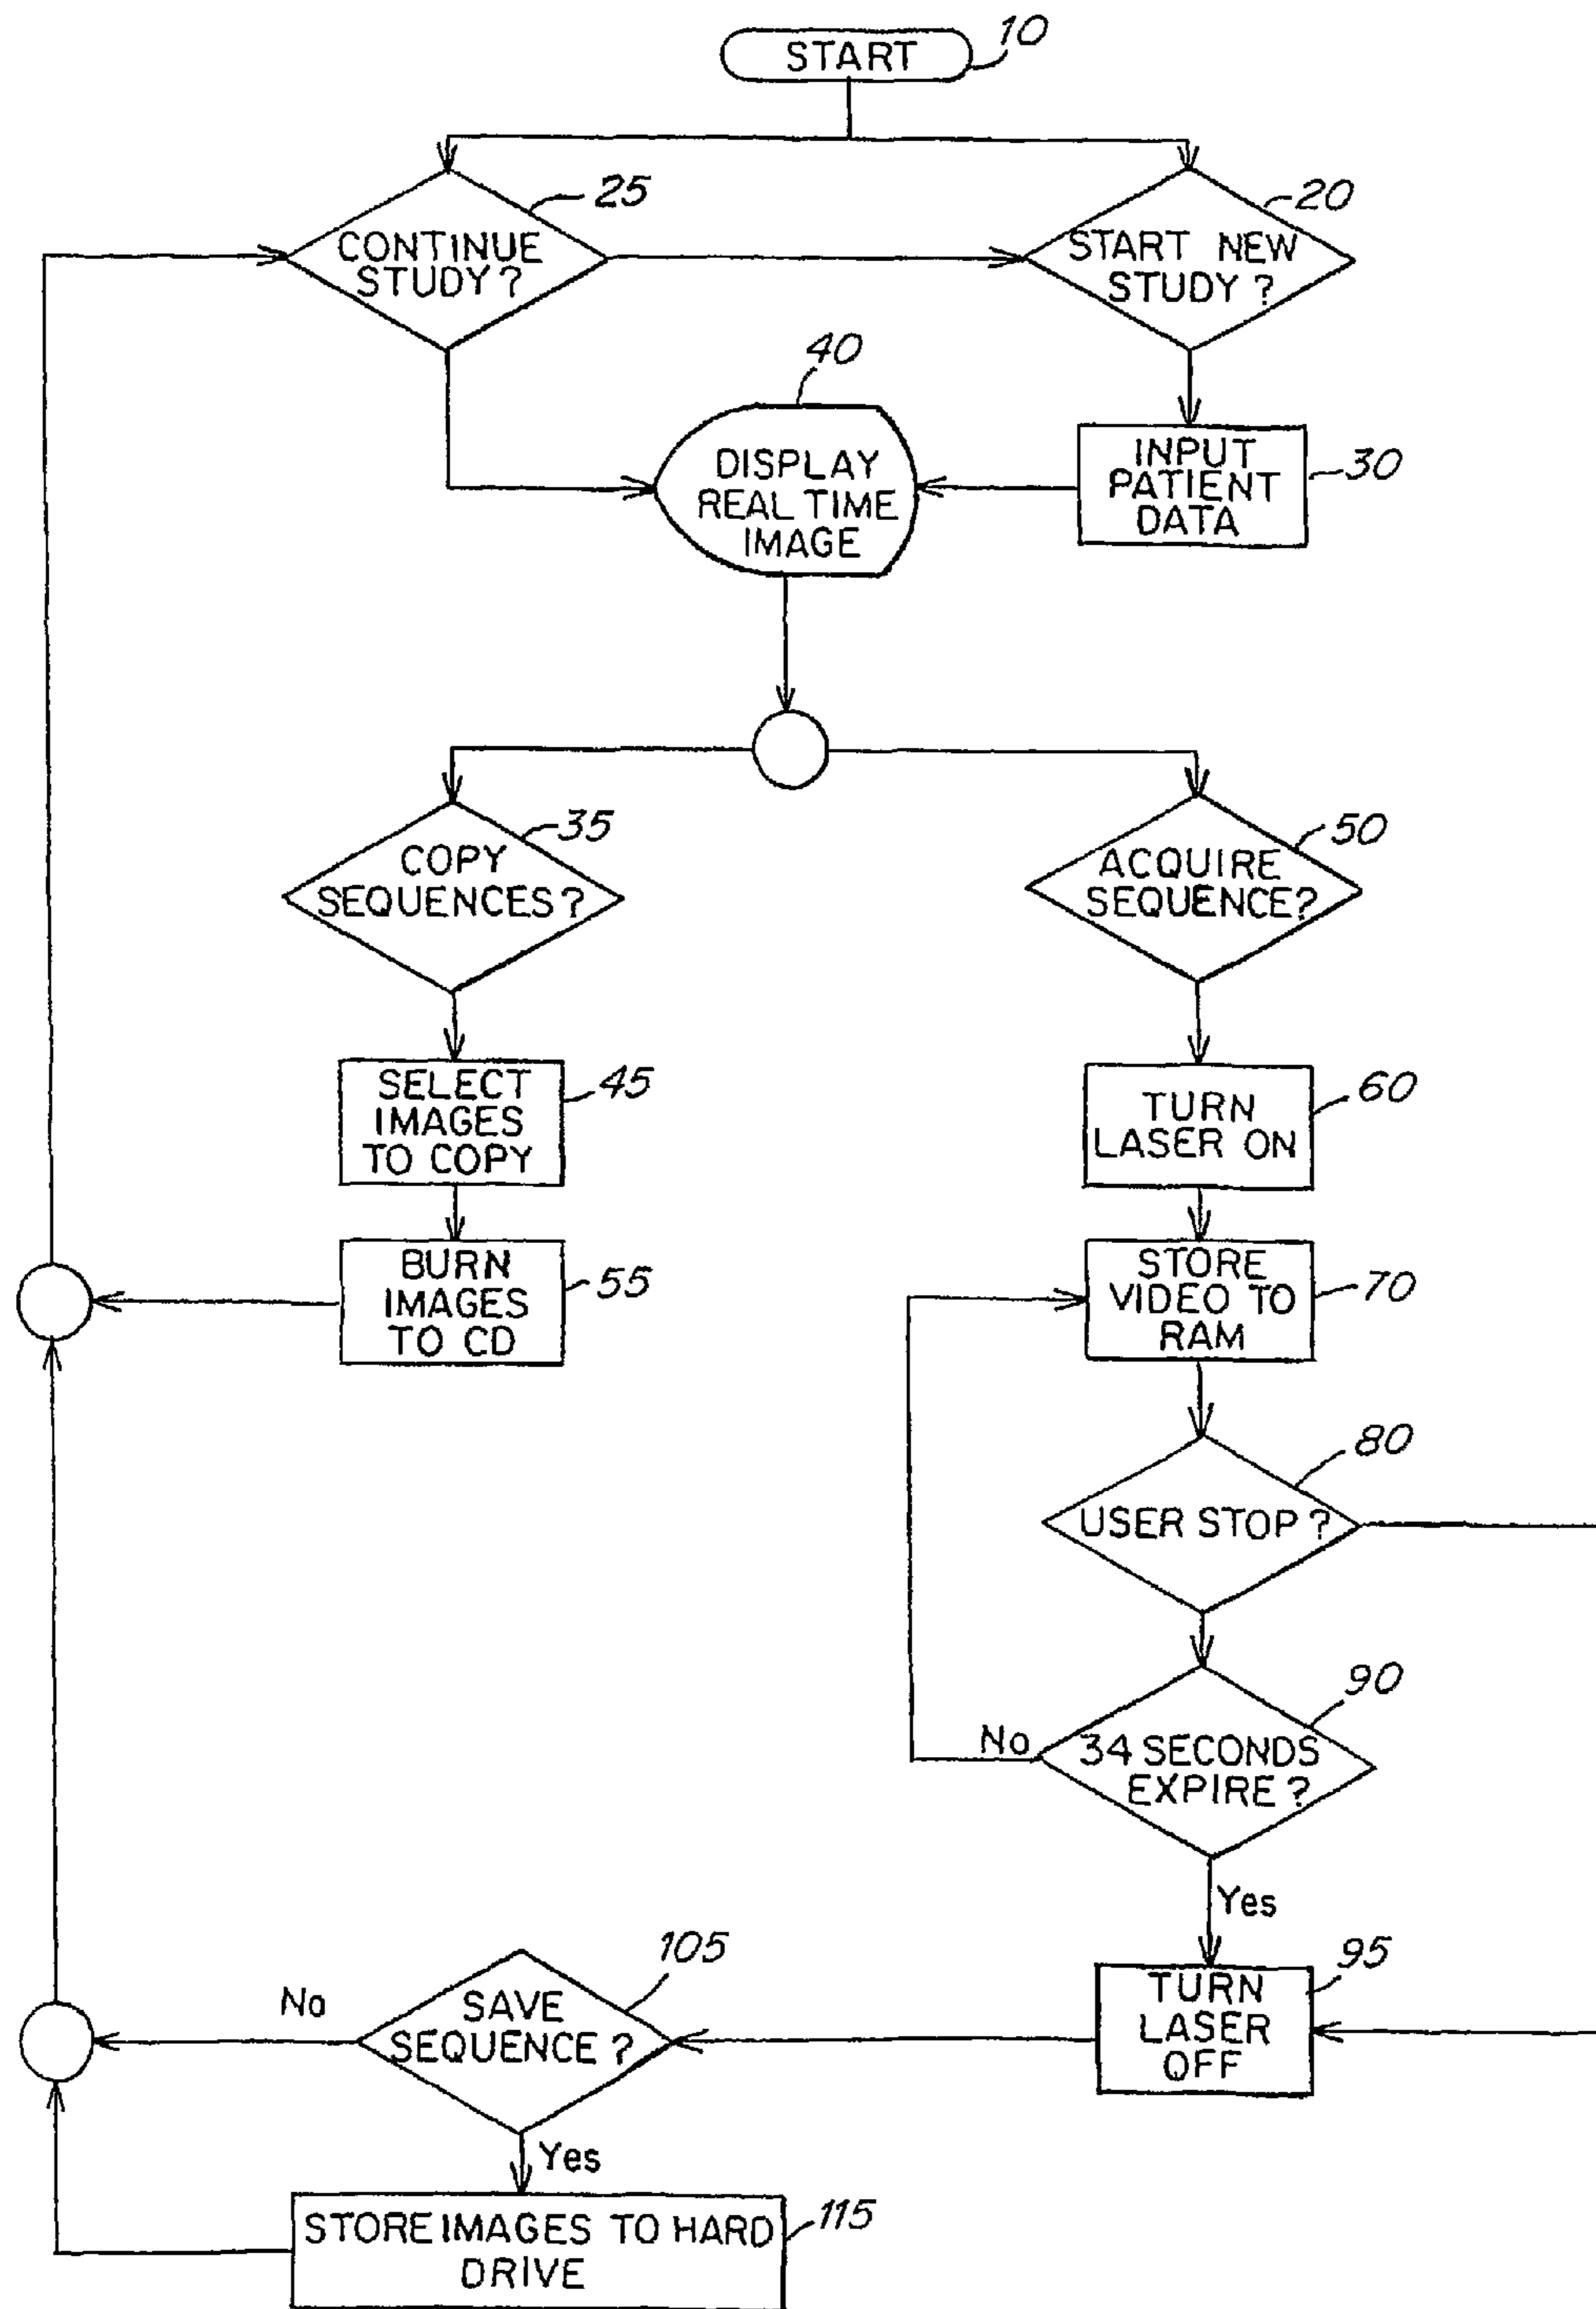 START
10
CONTINUE
STUDY?
25
START NEW
STUDY?
20
40
DISPLAY
REAL TIME
IMAGE
INPUT
PATIENT
DATA
30
COPY
SEQUENCES?
35
ACQUIRE
SEQUENCE?
50
SELECT
IMAGES
TO COPY
45
TURN
LASER ON
60
BURN
IMAGES
TO CD
55
STORE
VIDEO TO
RAM
70
USER STOP?
80
34 SECONDS
EXPIRE?
90
No
Yes
TURN
LASER
OFF
95
SAVE
SEQUENCE?
105
No
Yes
STORE IMAGES TO HARD
DRIVE
115